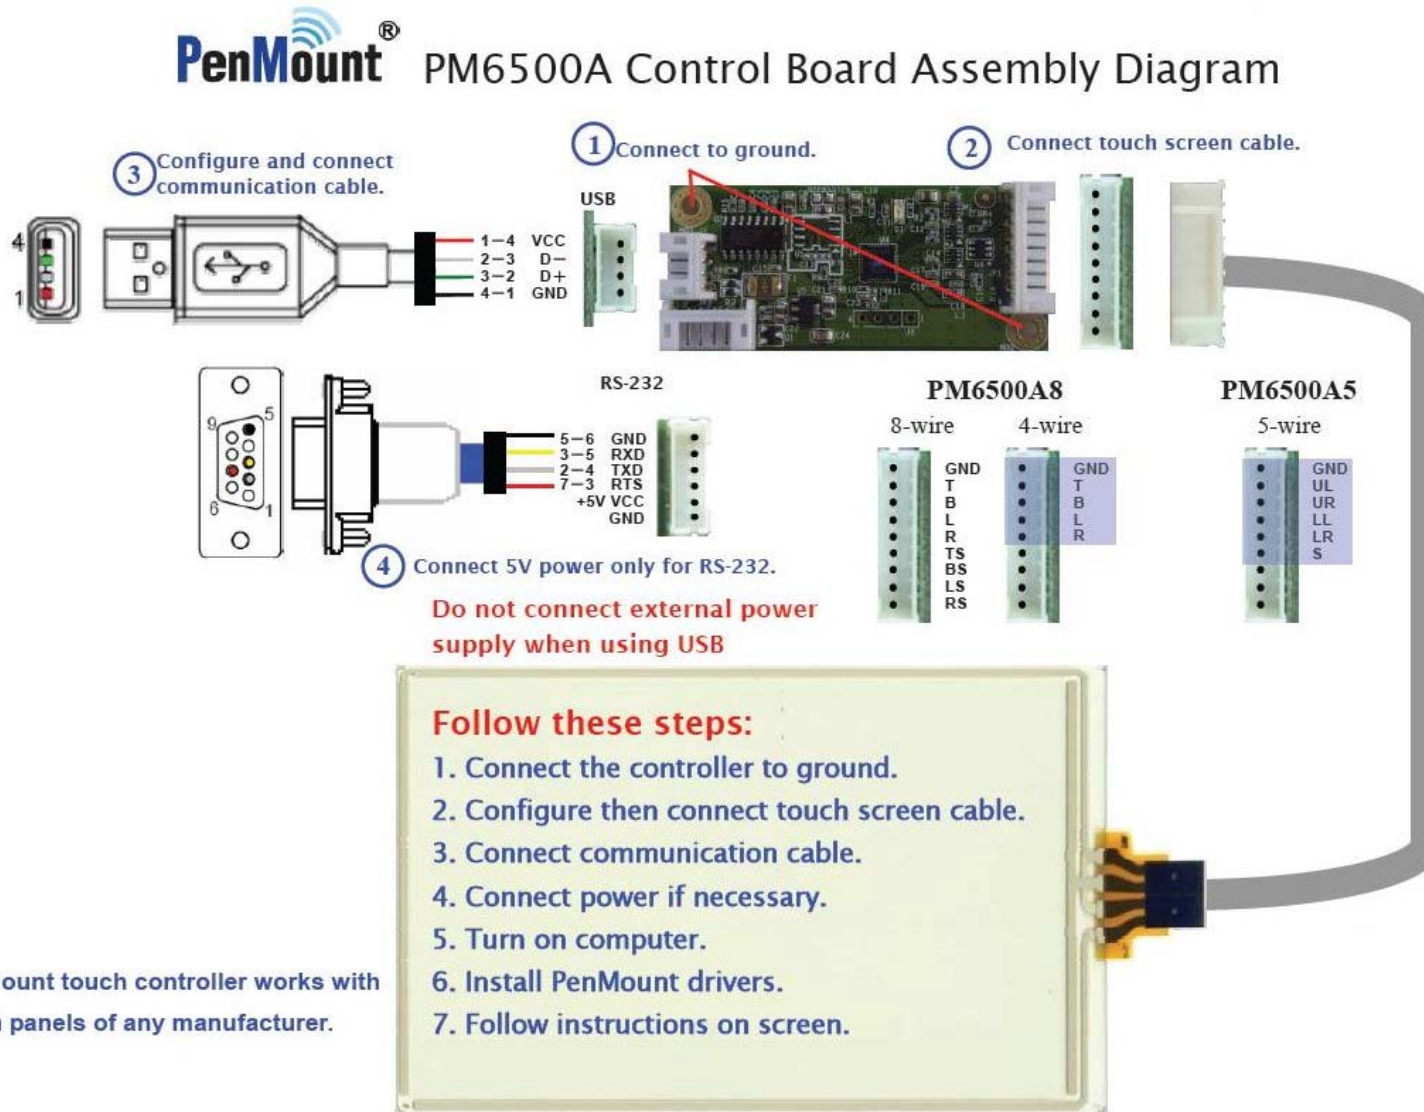 PenMount® PM6500A Control Board Assembly Diagram
3 Configure and connect
communication cable.
1 Connect to ground.
2 Connect touch screen cable.
USB
4
1
1-4 VCC
2-3 D-
3-2 D+
4-1 GND
RS-232
9
5
6
1
5-6 GND
3-5 RXD
2-4 TXD
7-3 RTS
+5V VCC
GND
4 Connect 5V power only for RS-232.
Do not connect external power
supply when using USB
PM6500A8
8-wire
GND
T
B
L
R
TS
BS
LS
RS
4-wire
GND
T
B
L
R
PM6500A5
5-wire
GND
UL
UR
LL
LR
S
Follow these steps:
1. Connect the controller to ground.
2. Configure then connect touch screen cable.
3. Connect communication cable.
4. Connect power if necessary.
5. Turn on computer.
6. Install PenMount drivers.
7. Follow instructions on screen.
ount touch controller works with
panels of any manufacturer.